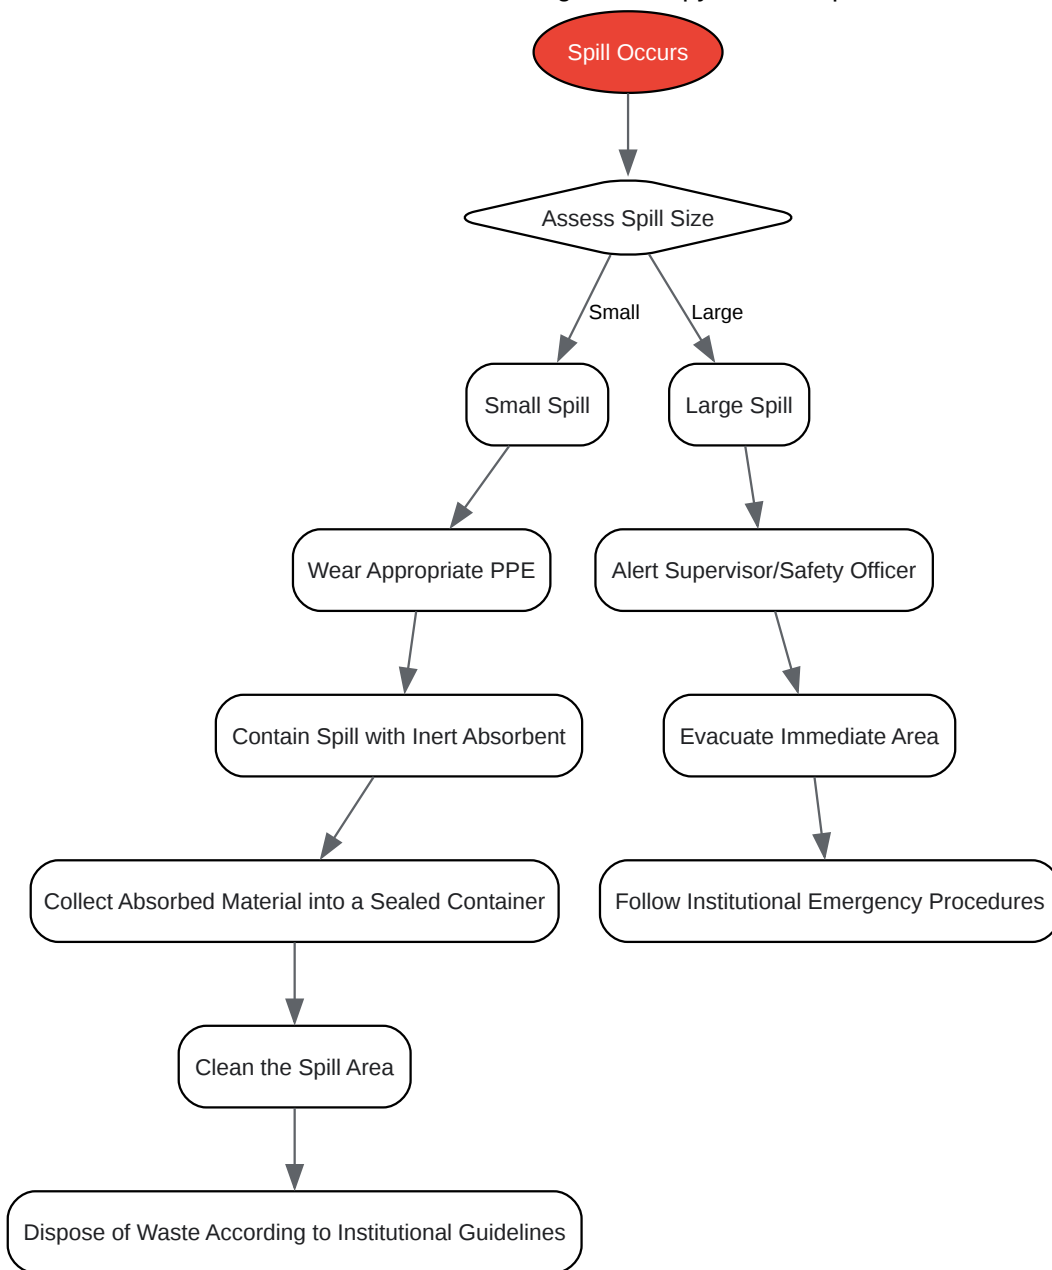 Spill Occurs
Assess Spill Size
Small
Large
Small Spill
Large Spill
Wear Appropriate PPE
Alert Supervisor/Safety Officer
Contain Spill with Inert Absorbent
Evacuate Immediate Area
Collect Absorbed Material into a Sealed Container
Follow Institutional Emergency Procedures
Clean the Spill Area
Dispose of Waste According to Institutional Guidelines